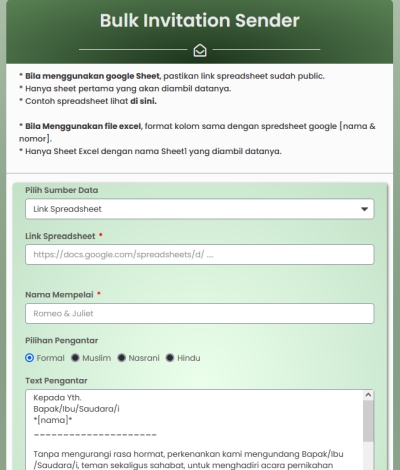 Bulk Invitation Sender
* Bila menggunakan google Sheet, pastikan link spreadsheet sudah public.
* Hanya sheet pertama yang akan diambil datanya.
* Contoh spreadsheet lihat di sini.
* Bila Menggunakan file excel, format kolom sama dengan spredsheet google [nama &
nomor].
* Hanya Sheet Excel dengan nama Sheet1 yang diambil datanya.
Pilih Sumber Data
Link Spreadsheet
Link Spreadsheet *
https://docs.google.com/spreadsheets/d/ ...
Nama Mempelai *
Romeo & Juliet
Pilihan Pengantar
Formal Muslim Nasrani Hindu
Text Pengantar
Kepada Yth.
Bapak/Ibu/Saudara/i
*[nama]*
_____________________
Tanpa mengurangi rasa hormat, perkenankan kami mengundang Bapak/Ibu
/Saudara/i, teman sekaligus sahabat, untuk menghadiri acara pernikahan